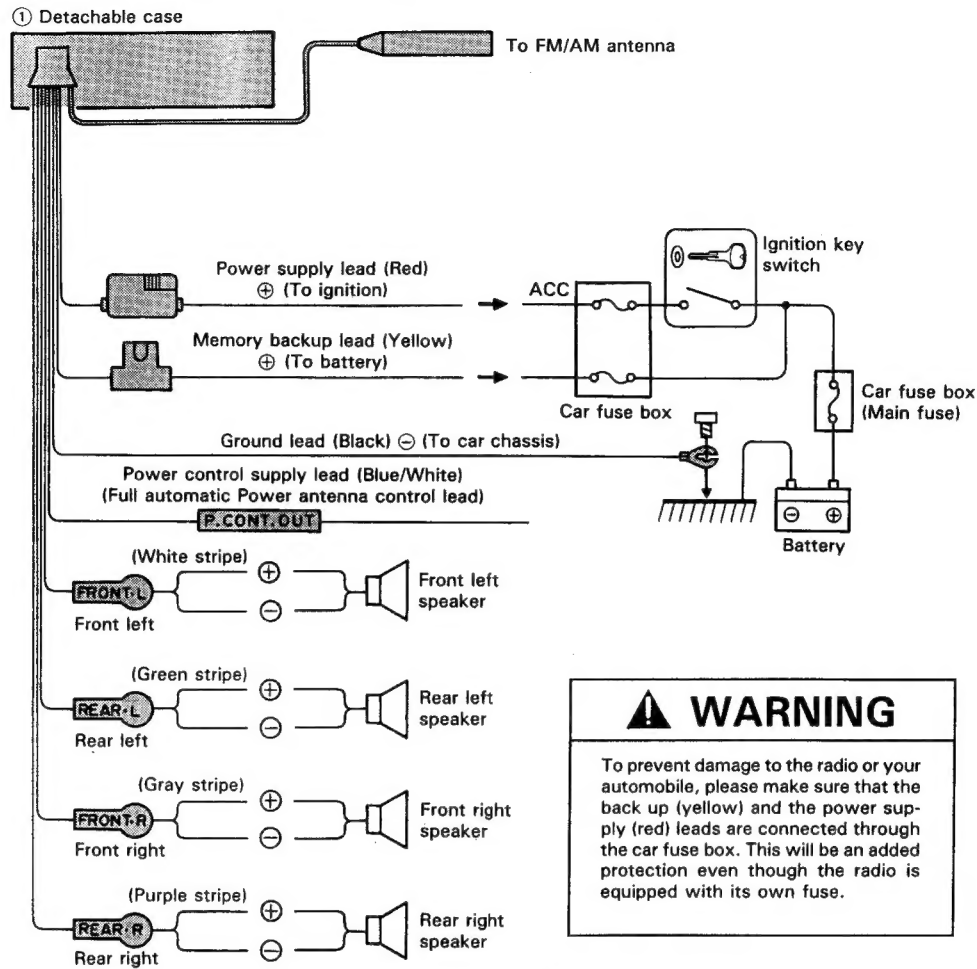 ① Detachable case
To FM/AM antenna
Ignition key
switch
Power supply lead (Red)
⊕ (To ignition)
ACC
Memory backup lead (Yellow)
⊕ (To battery)
Car fuse box
Car fuse box
(Main fuse)
Ground lead (Black) ⊖ (To car chassis)
Power control supply lead (Blue/White)
(Full automatic Power antenna control lead)
P.CONT.OUT
⊖ ⊕
Battery
(White stripe)
⊕
⊖
FRONT·L
Front left
Front left
speaker
(Green stripe)
⊕
⊖
REAR·L
Rear left
Rear left
speaker
(Gray stripe)
⊕
⊖
FRONT·R
Front right
Front right
speaker
(Purple stripe)
⊕
⊖
REAR·R
Rear right
Rear right
speaker
WARNING
To prevent damage to the radio or your
automobile, please make sure that the
back up (yellow) and the power sup-
ply (red) leads are connected through
the car fuse box. This will be an added
protection even though the radio is
equipped with its own fuse.